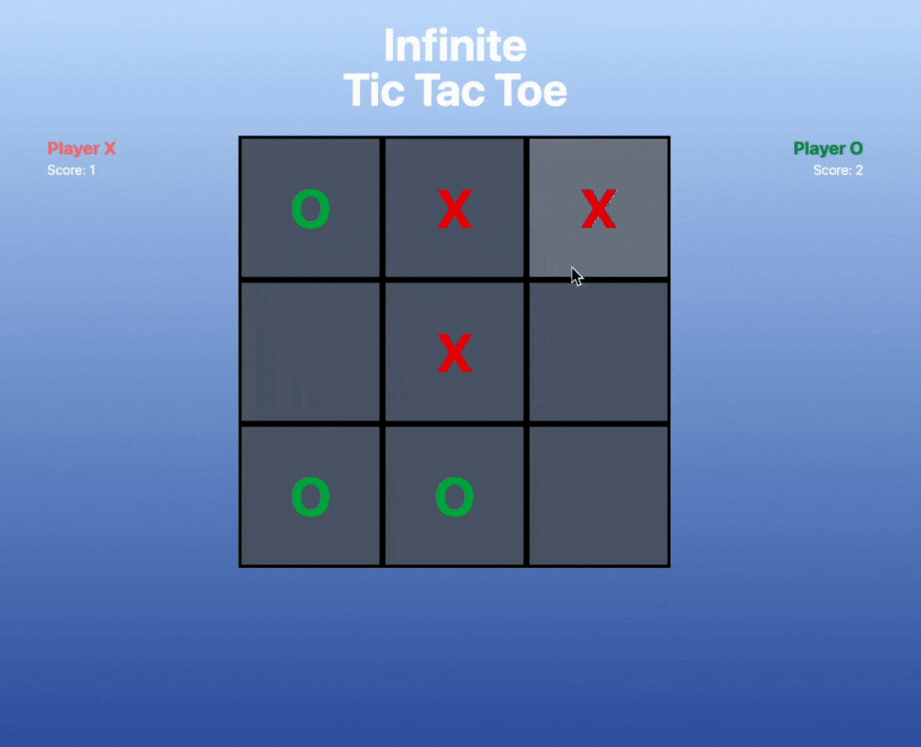 Infinite
Tic Tac Toe
Player X
Score: 1
Player O
Score: 2
O X X
X
O O